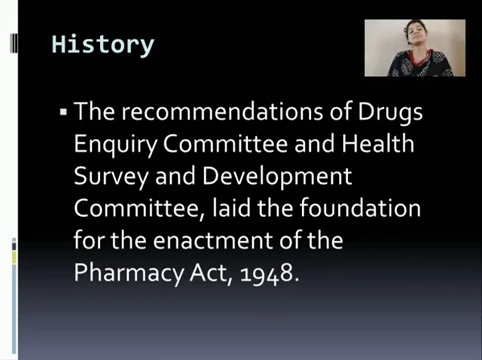 History
▪ The recommendations of Drugs
Enquiry Committee and Health
Survey and Development
Committee, laid the foundation
for the enactment of the
Pharmacy Act, 1948.